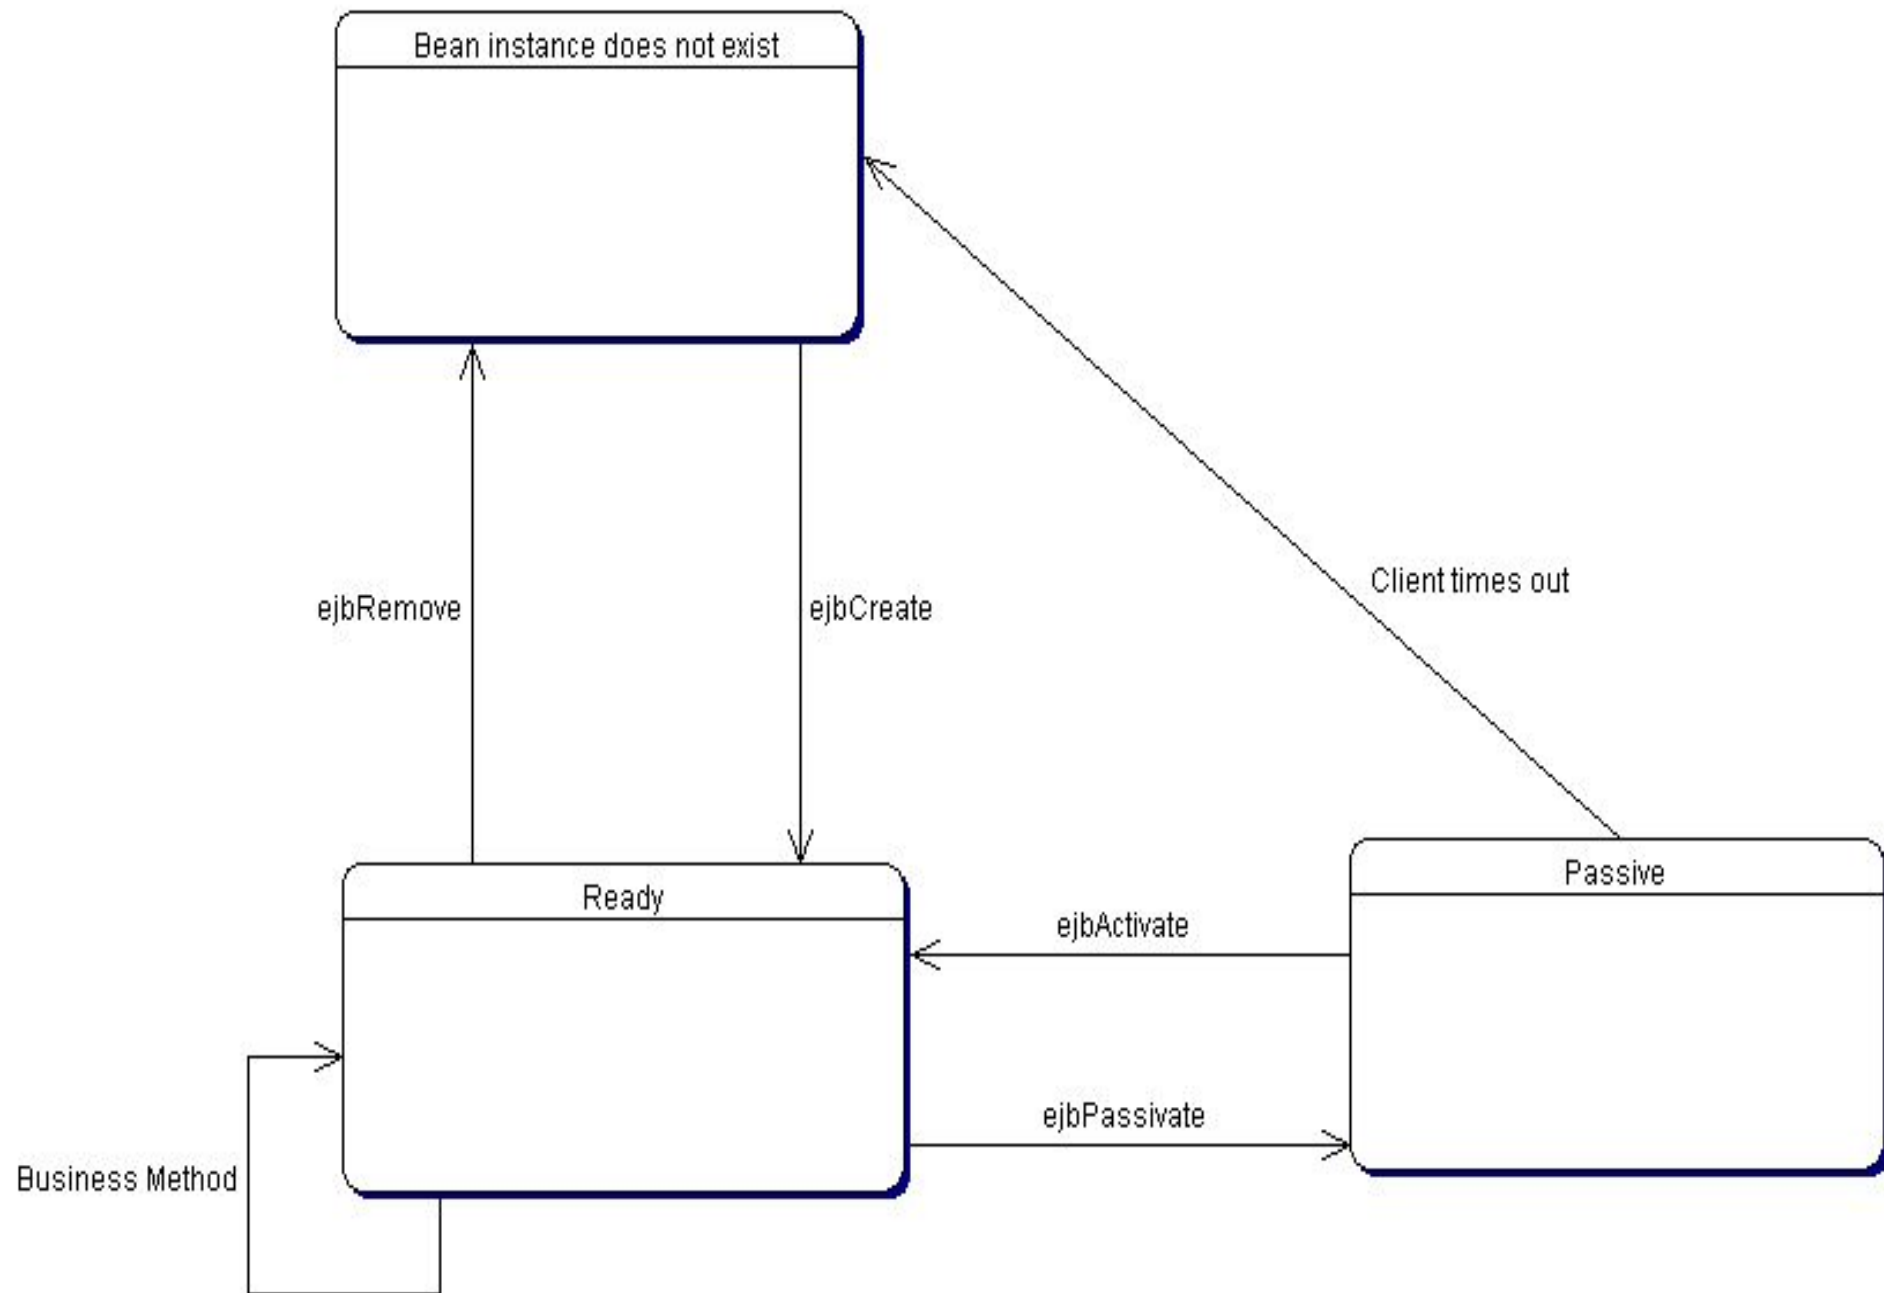 Bean instance does not exist
Client times out
ejbRemove
ejbCreate
Passive
Ready
ejbActivate
ejbPassivate
Business Method